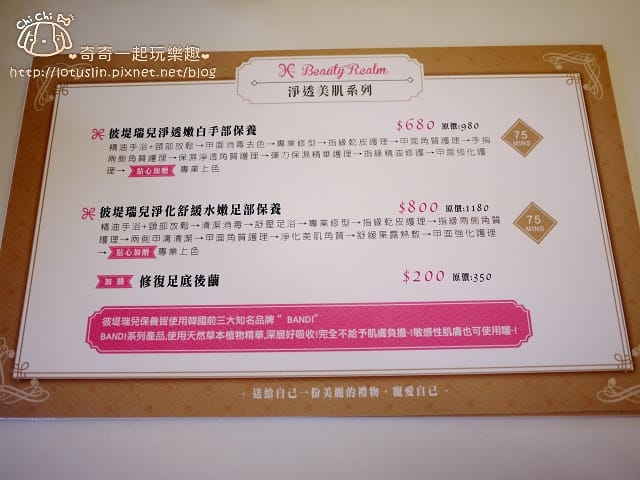 Chi Chi
奇奇一起玩樂趣
http://lotuslin.pixnet.net/blog
Beauty Realm
淨透美肌系列
彼堤瑞兒淨透嫩白手部保養 $680 原價:980
精油手浴+頸部放鬆→甲面消毒去色→專業修型→指緣乾皮護理→甲面角質護理→手指
兩側角質護理→保濕淨透角質護理→彈力保濕精華護理→指緣精油修護→甲面強化護
理→ 貼心加贈 專業上色
75
MINS
彼堤瑞兒淨化舒緩水嫩足部保養 $800 原價:1180
精油手浴+頸部放鬆→清潔消毒→舒壓足浴→專業修型→指緣乾皮護理→指緣兩側角質
護理→兩側甲溝清潔→甲面角質護理→淨化美肌角質→舒緩果露熱敷→甲面強化護理
→ 貼心加贈 專業上色
75
MINS
加購 修復足底後繭 $200 原價:350
彼堤瑞兒保養皆使用韓國前三大知名品牌 ”BANDI”
BANDI系列產品,使用天然草本植物精華,深層好吸收!完全不給予肌膚負擔~!敏感性肌膚也可使用喔~!
- 送給自己一份美麗的禮物，寵愛自己 -